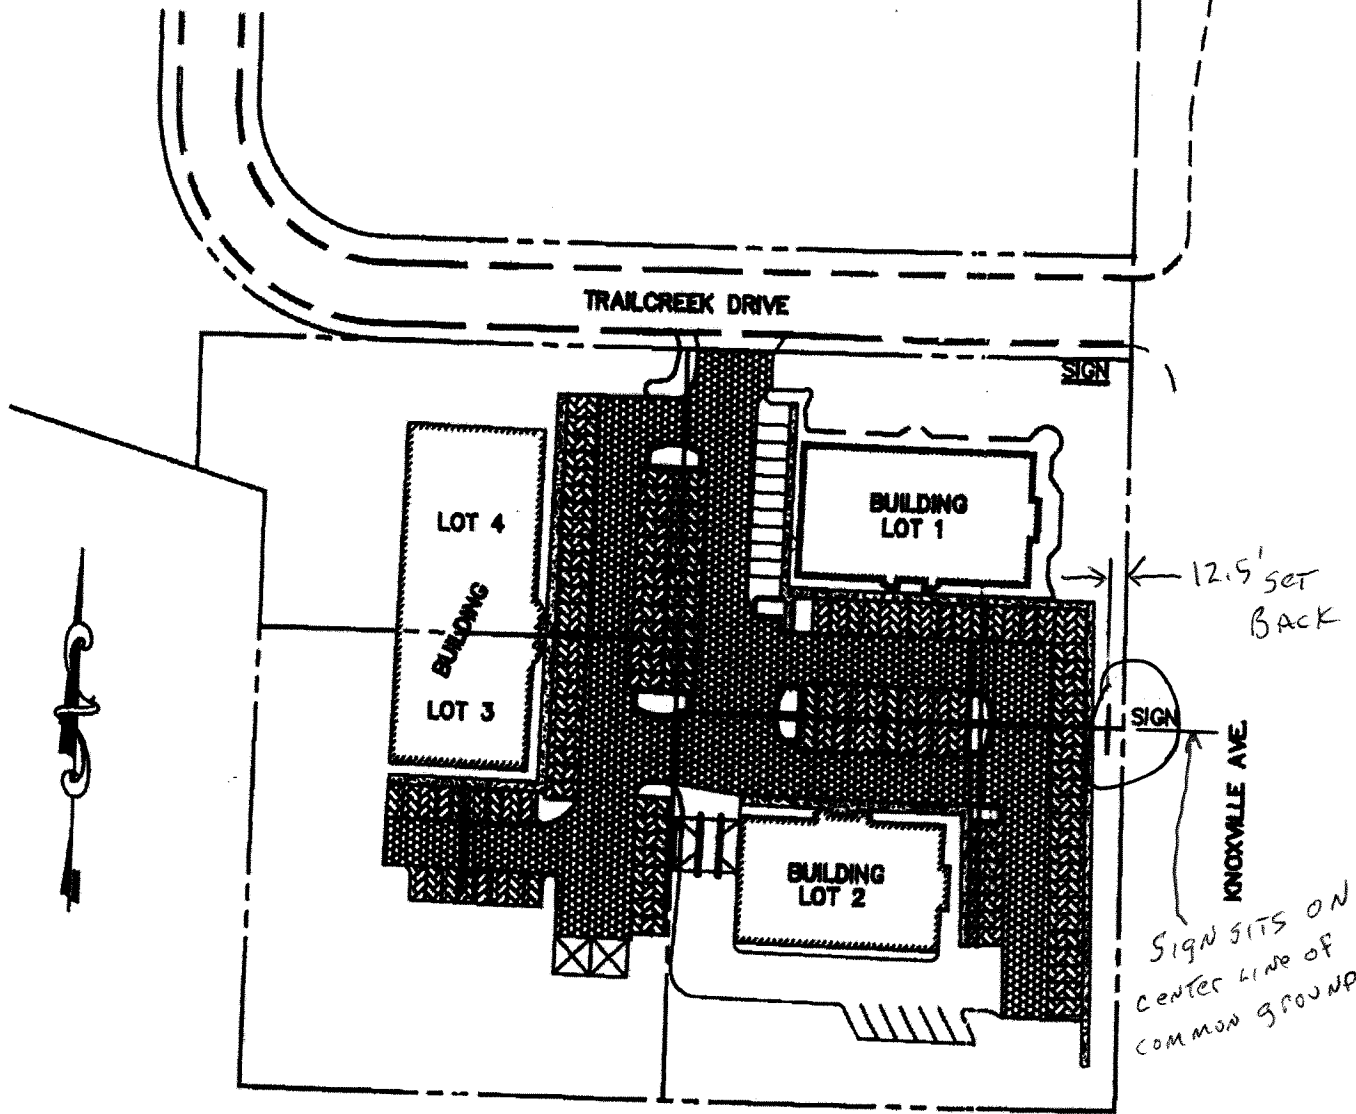 TRAILCREEK DRIVE
SIGN
BUILDING
LOT 1
LOT 4
BUILDING
LOT 3
12.5' SET
BACK
SIGN
KNOXVILLE AVE.
BUILDING
LOT 2
SIGN SITS ON
CENTER LINE OF
COMMON GROUND